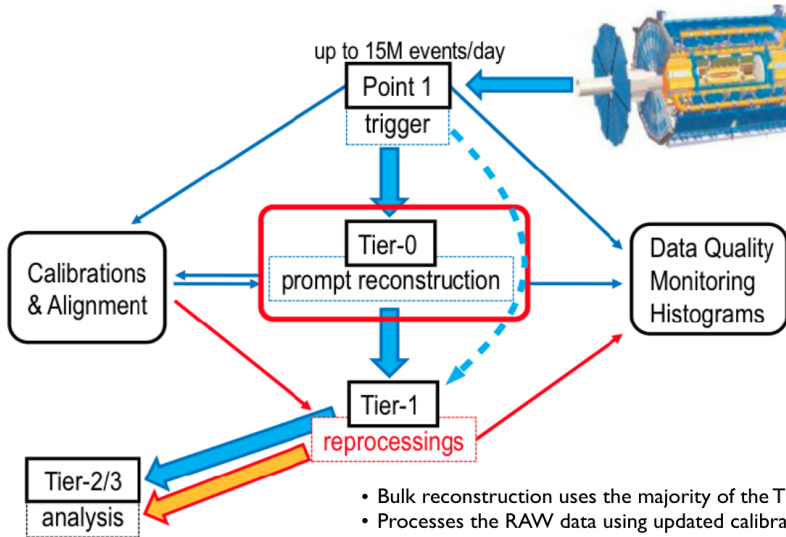 up to 15M events/day
Point 1
trigger
Tier-0
prompt reconstruction
Calibrations
& Alignment
Data Quality
Monitoring
Histograms
Tier-1
reprocessings
Tier-2/3
analysis
• Bulk reconstruction uses the majority of the
• Processes the RAW data using updated